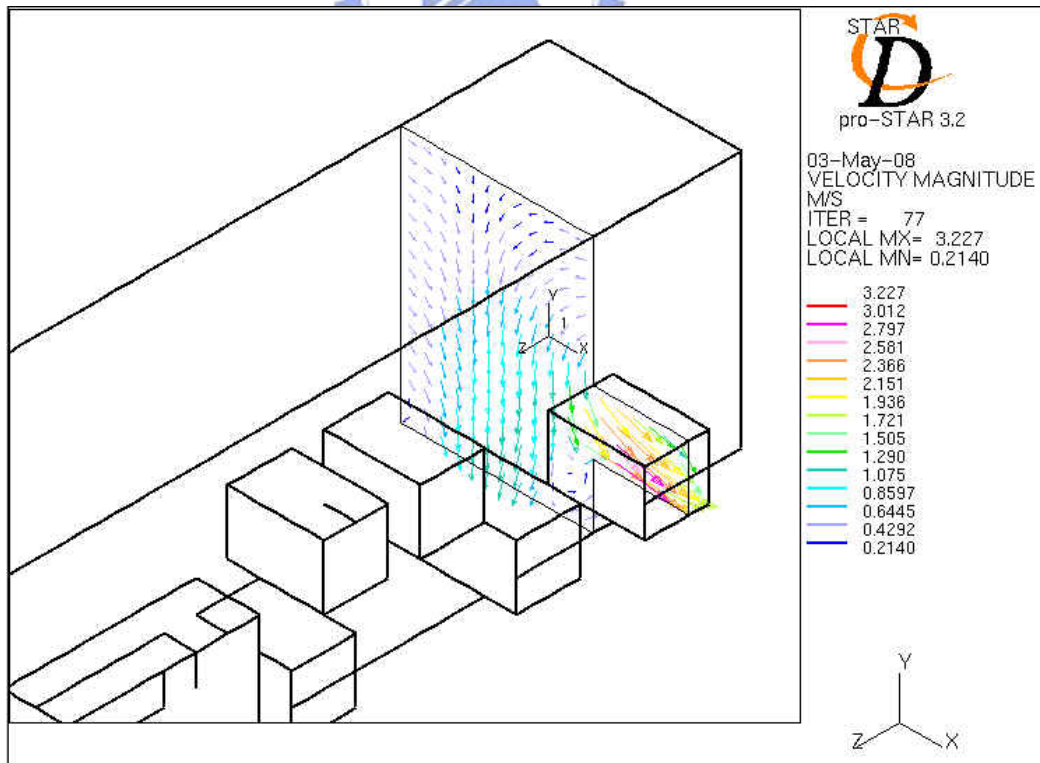 STAR
D
pro-STAR 3.2
03-May-08
VELOCITY MAGNITUDE
M/S
ITER = 77
LOCAL MX= 3.227
LOCAL MN= 0.2140
3.227
3.012
2.797
2.581
2.366
2.151
1.936
1.721
1.505
1.290
1.075
0.8597
0.6445
0.4292
0.2140
Y
1
Z X
Y
Z X